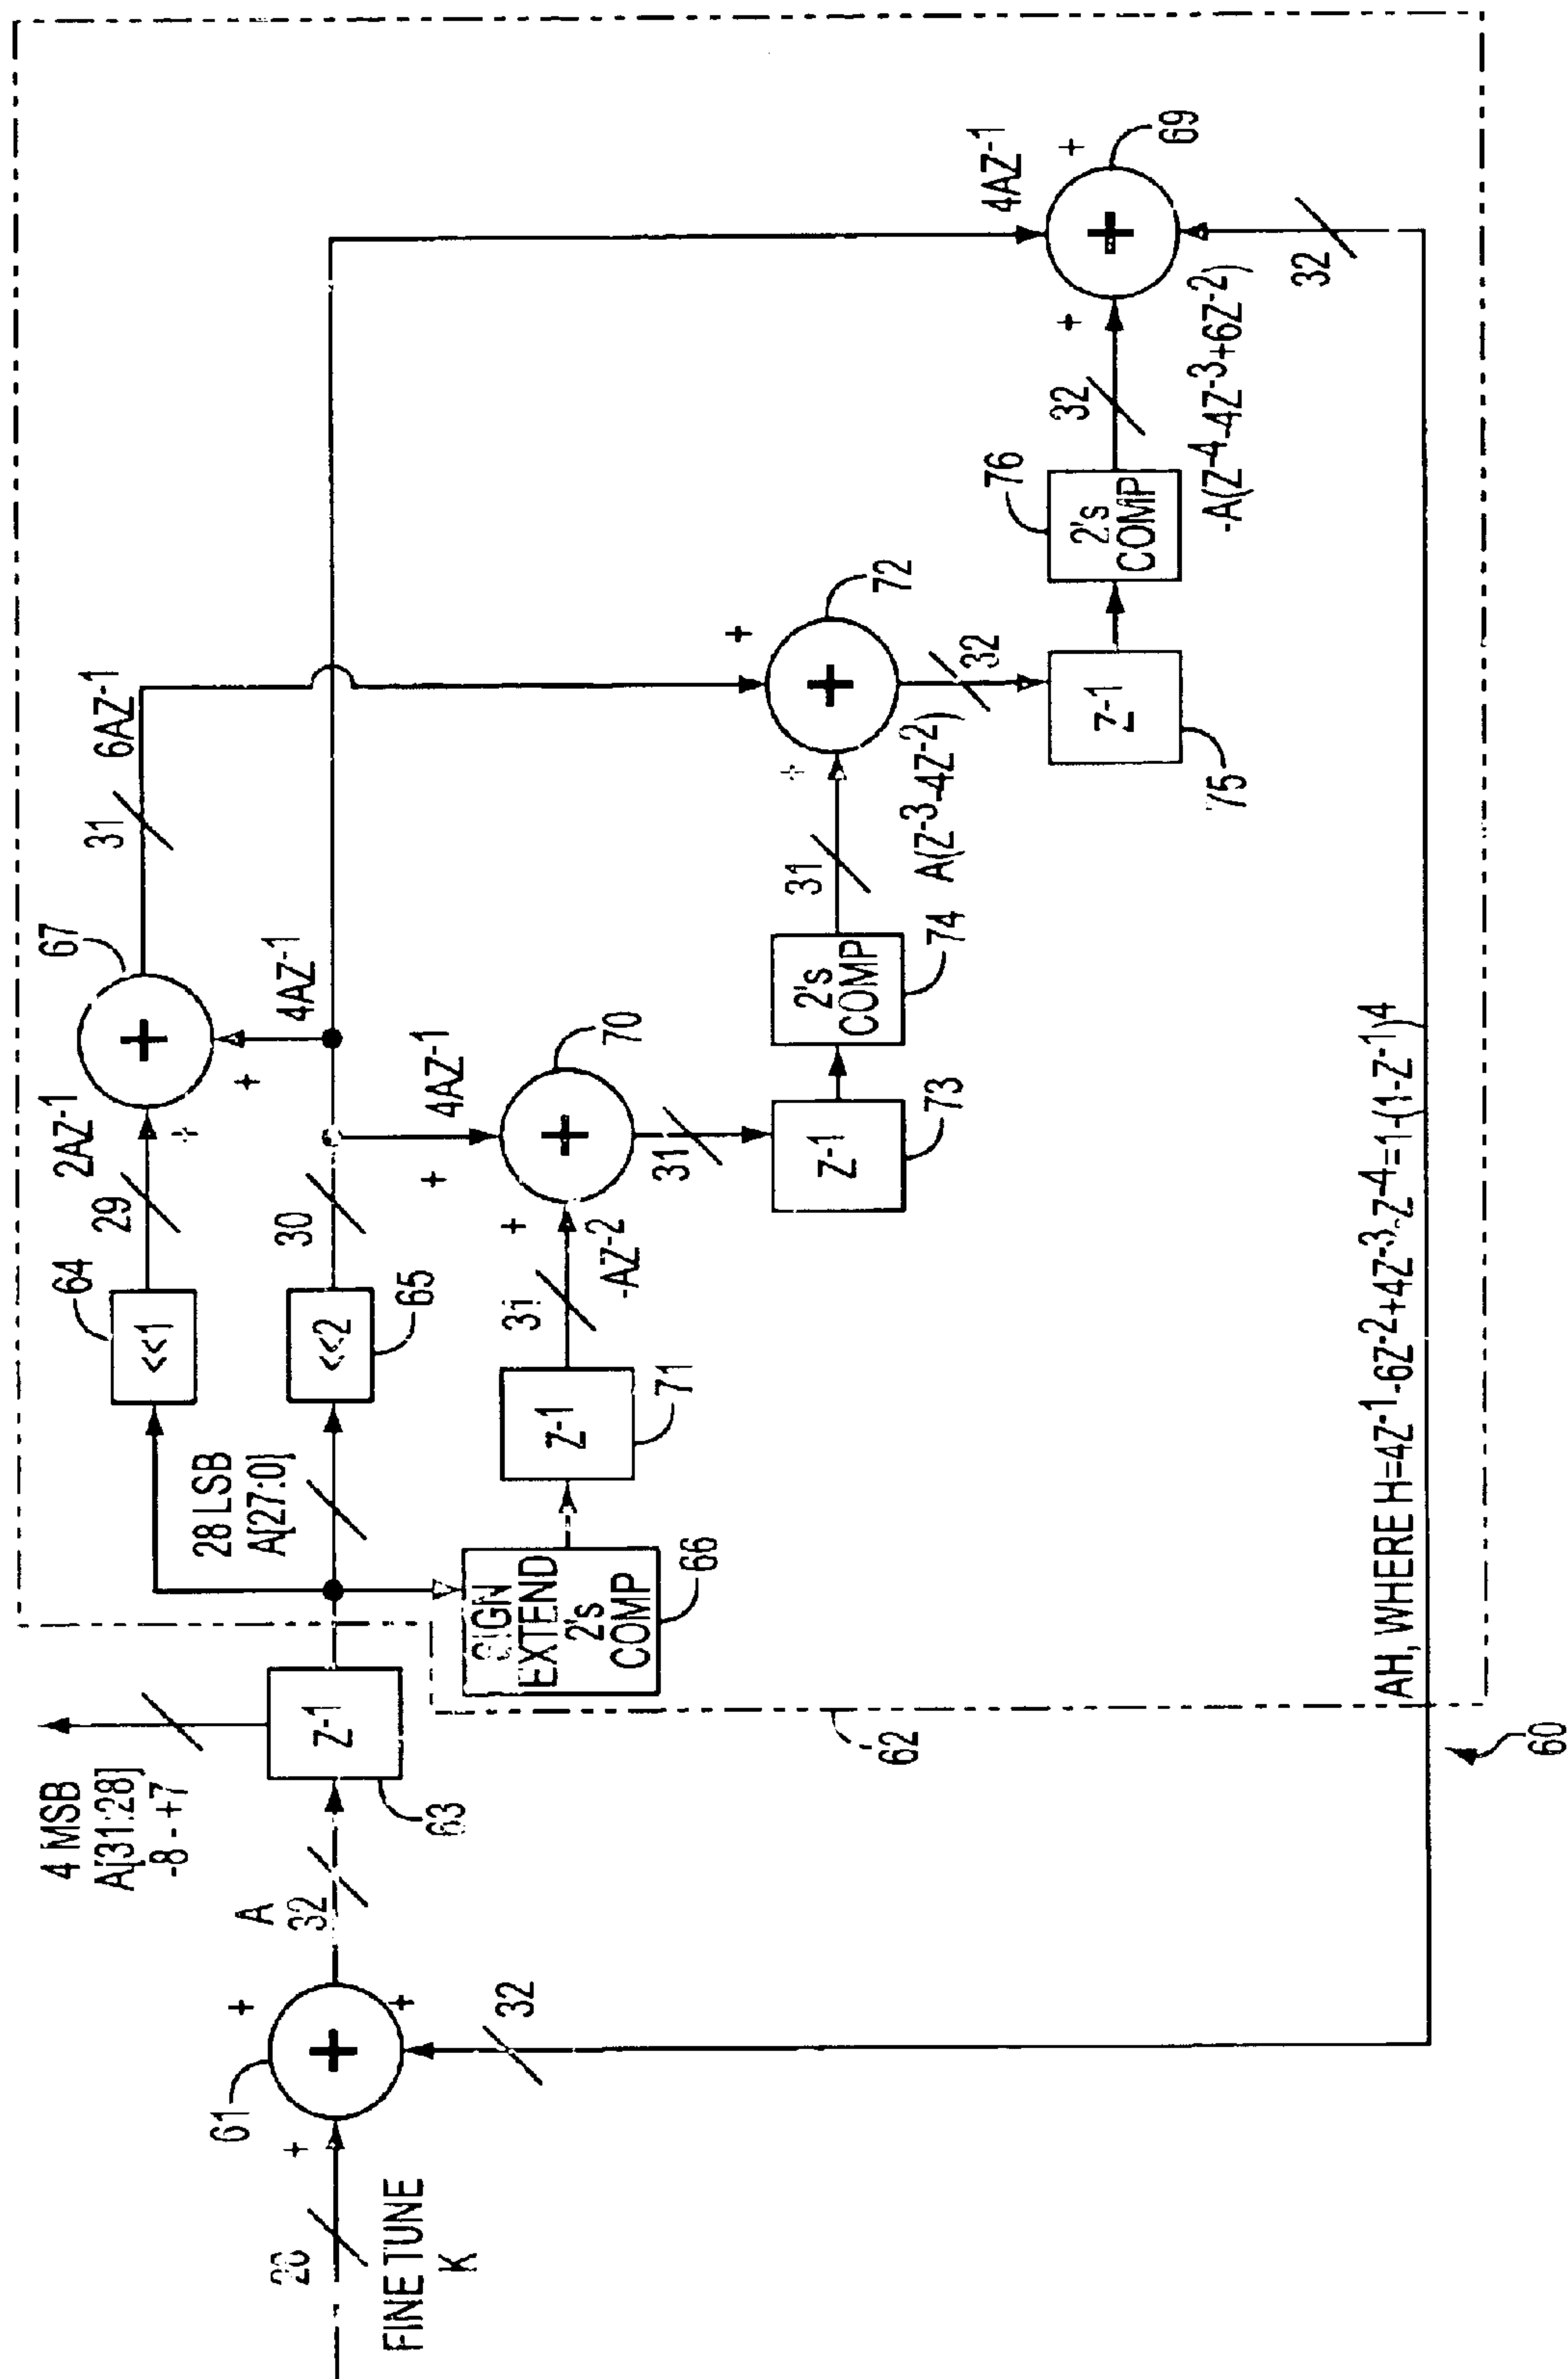 FINE TUNE
K
61
+
+
+
+
32
A
32
4 MSB
A[31:28]
-8 - +7
Z-1
63
62
60
28 LSB
A[27:0]
SIGN
EXTEND
2's
COMP
66
<<1
64
<<2
65
Z-1
71
29
2AZ-1
+
30
31
-AZ-2
+
+
67
+
4AZ-1
+
4AZ-1
+
70
31
Z-1
73
2's
COMP
74
31
6AZ-1
31
A(Z-3-4Z-2)
+
+
+
72
32
Z-1
75
2's
COMP
76
32
-A(Z-4-4Z-3+6Z-2)
+
4AZ-1
+
+
69
32
AH, WHERE H=4Z-1-6Z-2+4Z-3-Z-4=1-(1-Z-1)4